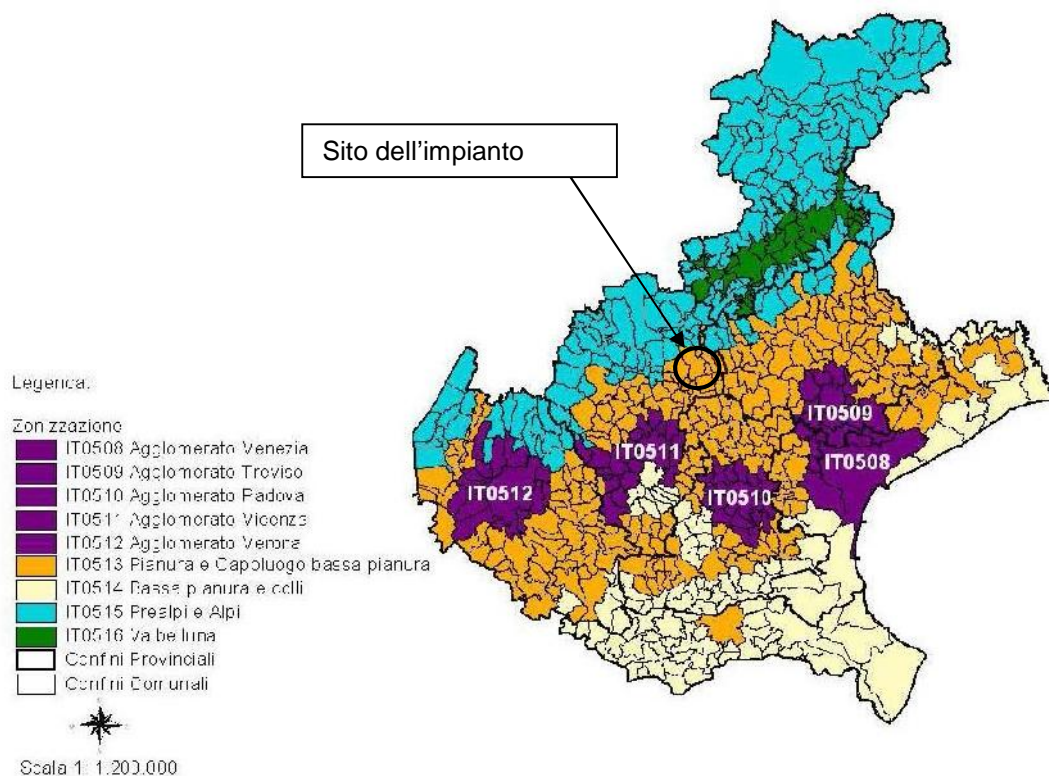 Sito dell'impianto
IT0509
IT0511
IT0508
IT0512
IT0510
Legenda:
Zonizzazione
IT0508 Agglomerato Venezia
IT0509 Agglomerato Treviso
IT0510 Agglomerato Padova
IT0511 Agglomerato Vicenza
IT0512 Agglomerato Verona
IT0513 Pianura e Capoluogo bassa pianura
IT0514 Bassa pianura e colli
IT0515 Prealpi e Alpi
IT0516 Valbelluna
Confini Provinciali
Confini Comunali
Scala 1: 1.200.000